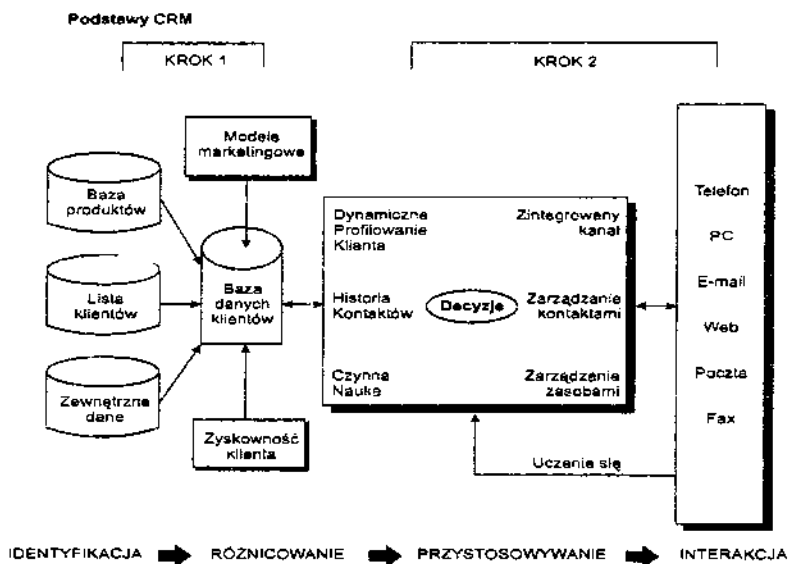 Podstawy CRM
KROK 1
KROK 2
Modele
marketingowe
Baza
produktów
Lista
klientów
Zewnętrzne
dane
Baza
danych
klientów
Zyskowność
klienta
Dynamiczne
Profilowanie
Klienta
Historia
Kontaktów
Czynna
Nauka
Decyzje
Zintegrowany
kanał
Zarządzanie
kontaktami
Zarządzanie
zasobami
Telefon
PC
E-mail
Web
Poczta
Fax
Uczenie się
IDENTYFIKACJA
RÓŻNICOWANIE
PRZYSTOSOWYWANIE
INTERAKCJA